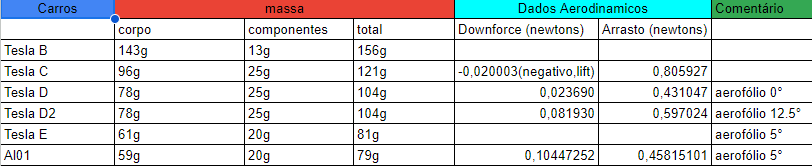 Carros massa Dados Aerodinamicos Comentário
corpo componentes total Downforce (newtons) Arrasto (newtons)
Tesla B 143g 13g 156g
Tesla C 96g 25g 121g -0,020003(negativo,lift) 0,805927
Tesla D 78g 25g 104g 0,023690 0,431047 aerofólio 0°
Tesla D2 78g 25g 104g 0,081930 0,597024 aerofólio 12.5°
Tesla E 61g 20g 81g aerofólio 5°
AI01 59g 20g 79g 0,10447252 0,45815101 aerofólio 5°